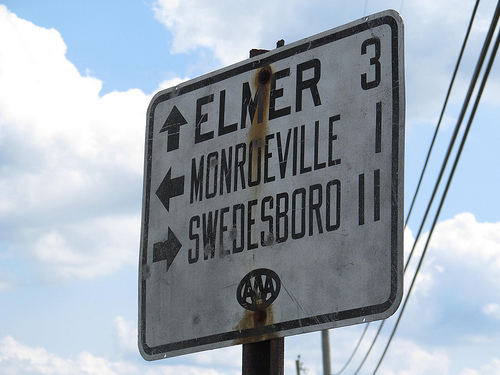 ELMER 3
MONROEVILLE 1
SWEDESBORO 11
AAA